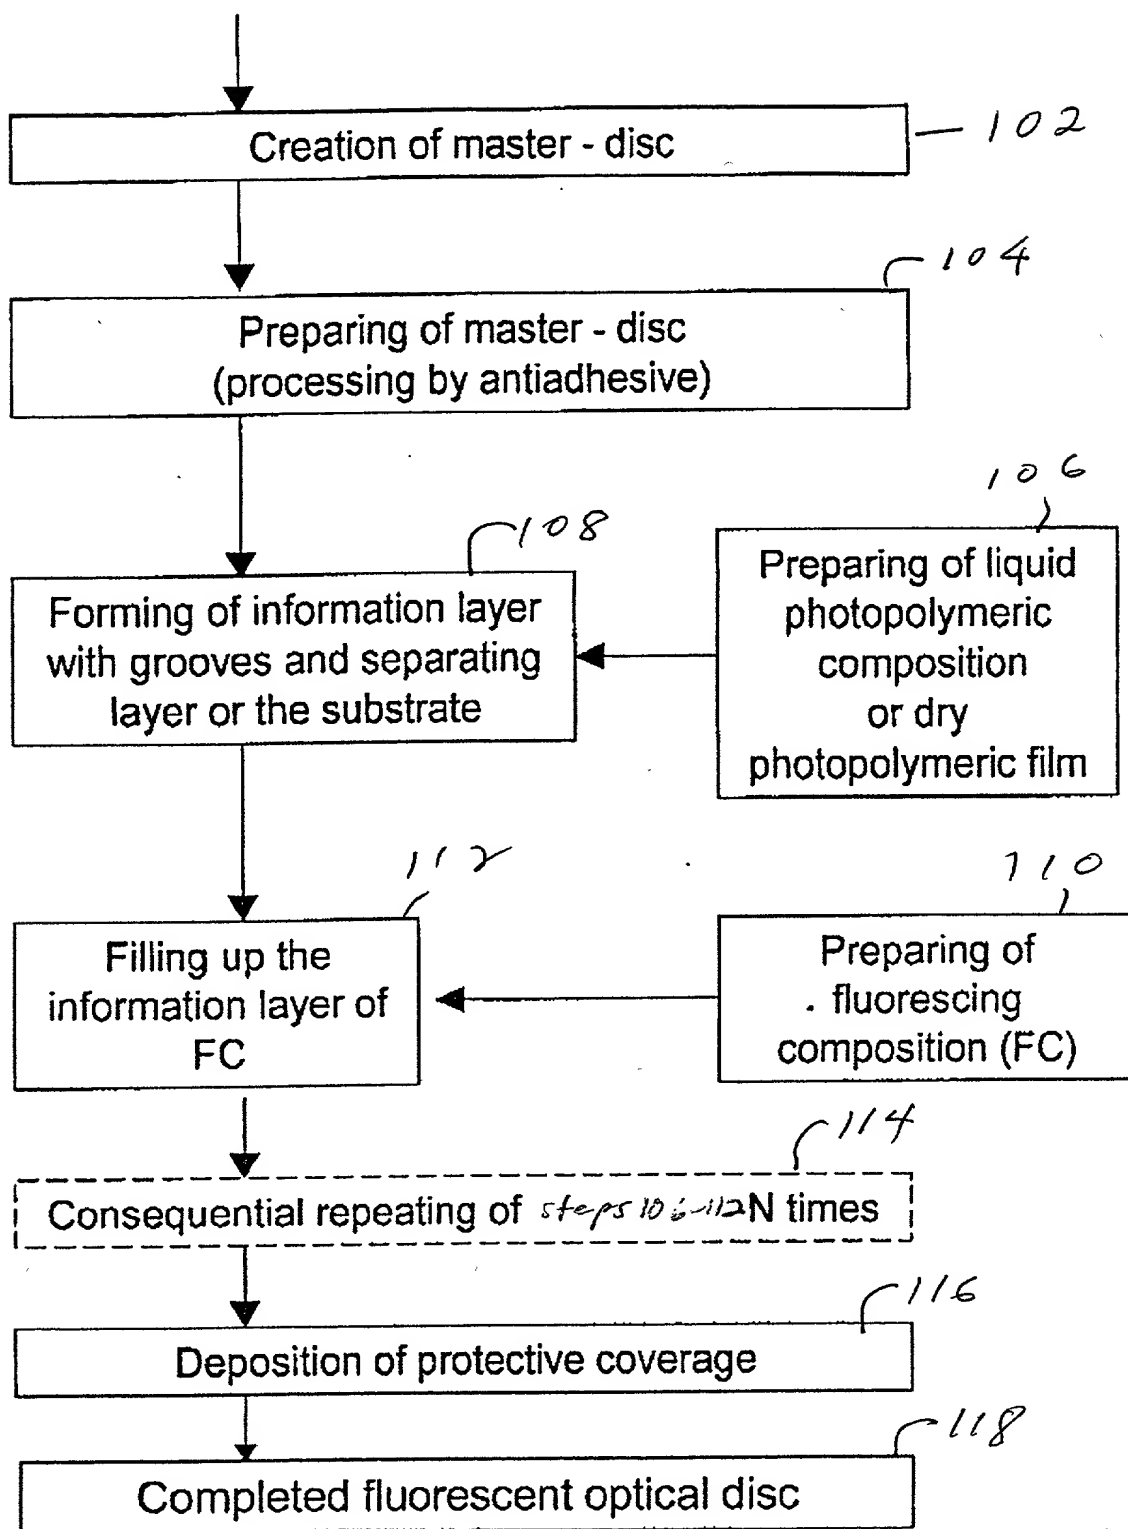 Creation of master - disc
102
104
Preparing of master - disc
(processing by antiadhesive)
106
108
Forming of information layer
with grooves and separating
layer or the substrate
Preparing of liquid
photopolymeric
composition
or dry
photopolymeric film
112
110
Filling up the
information layer of
FC
Preparing of
fluorescing
composition (FC)
114
Consequential repeating of steps 106-112 N times
116
Deposition of protective coverage
118
Completed fluorescent optical disc